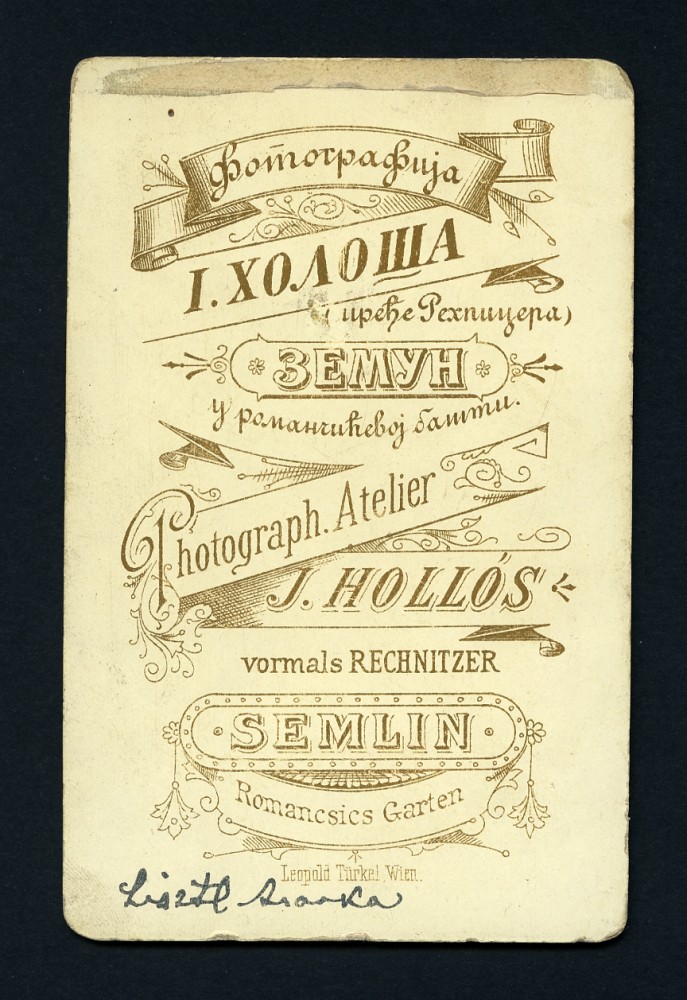 Фотографија
І. ХОЛОША
(пређе Рехницера)
ЗЕМУН
у романчићевој башти.
Photograph. Atelier
J. HOLLÓS
vormals RECHNITZER
SEMLIN
Romancsics Garten
Leopold Türkel, Wien.